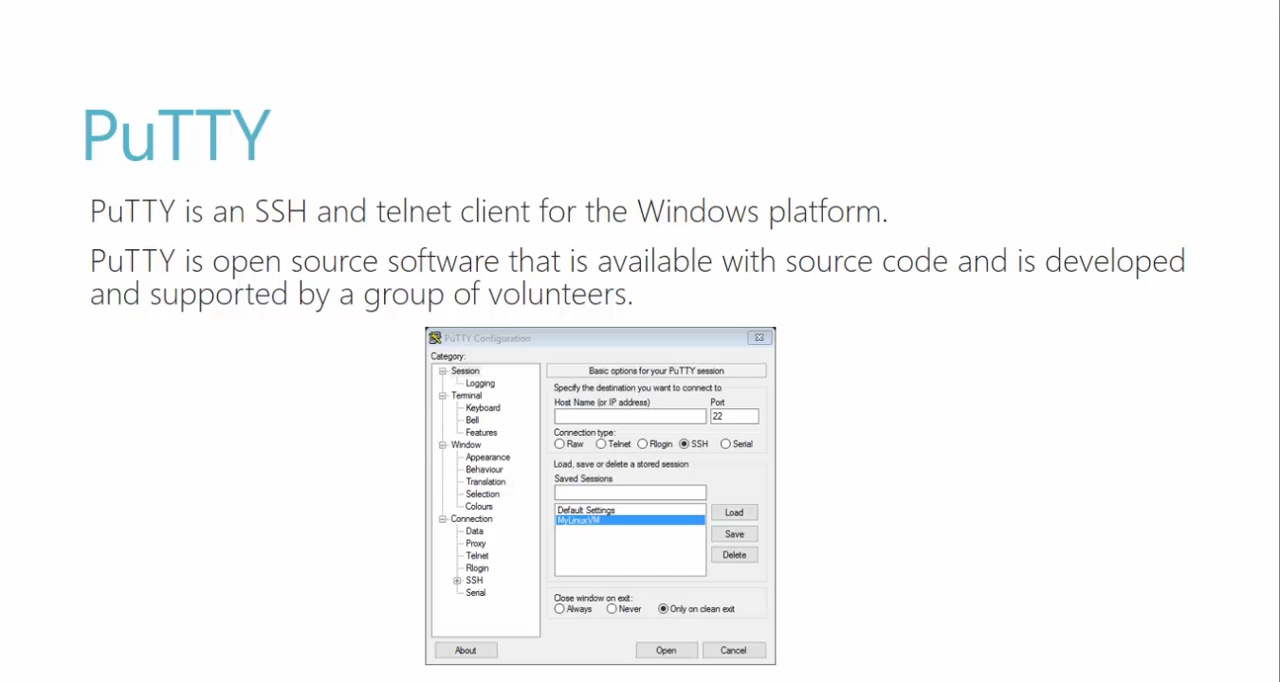 PuTTY
PuTTY is an SSH and telnet client for the Windows platform.
PuTTY is open source software that is available with source code and is developed
and supported by a group of volunteers.
PuTTY Configuration
Category:
Session
Logging
Terminal
Keyboard
Bell
Features
Window
Appearance
Behaviour
Translation
Selection
Colours
Connection
Data
Proxy
Telnet
Rlogin
SSH
Serial
Basic options for your PuTTY session
Specify the destination you want to connect to
Host Name (or IP address) Port
22
Connection type:
Raw Telnet Rlogin SSH Serial
Load, save or delete a stored session
Saved Sessions
Default Settings
MyLinuxVM
Load
Save
Delete
Close window on exit:
Always Never Only on clean exit
About Open Cancel